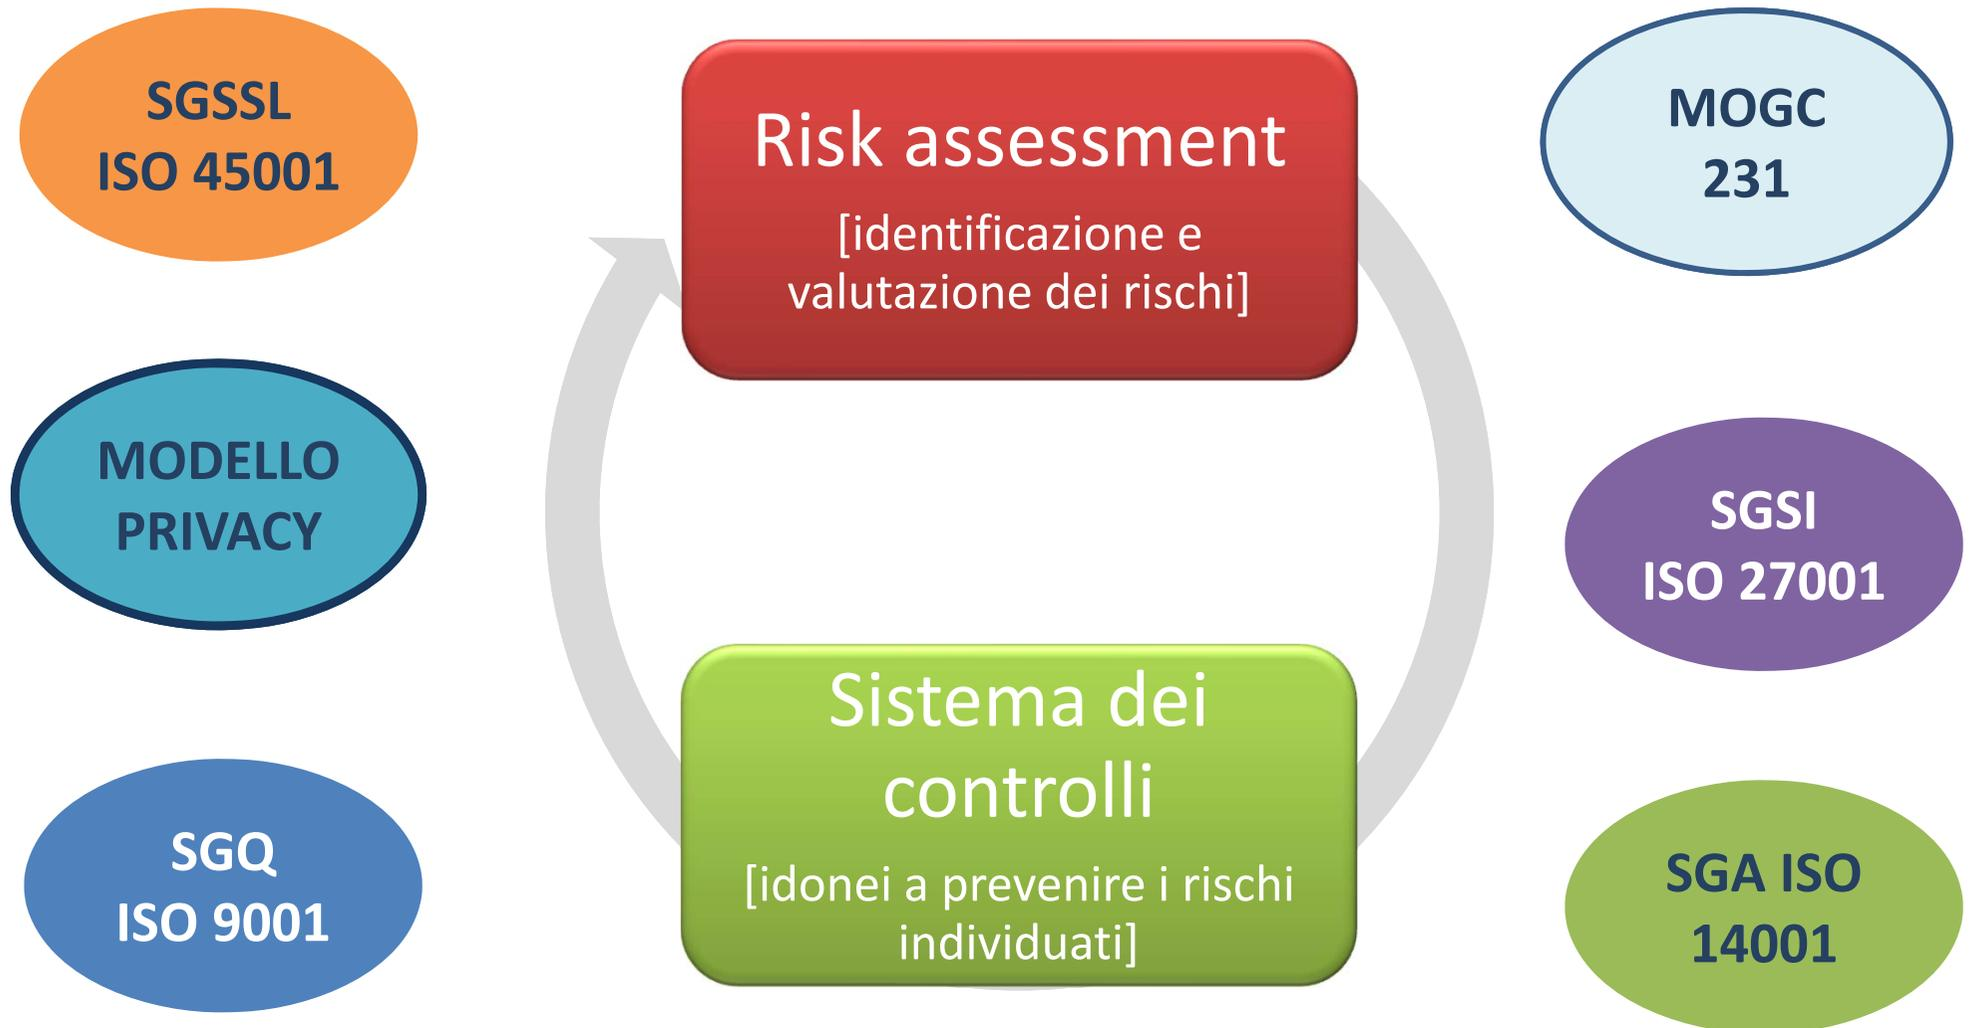 SGSSL
ISO 45001
MODELLO
PRIVACY
SGQ
ISO 9001
Risk assessment
[identificazione e
valutazione dei rischi]
Sistema dei
controlli
[idonei a prevenire i rischi
individuati]
MOGC
231
SGSI
ISO 27001
SGA ISO
14001